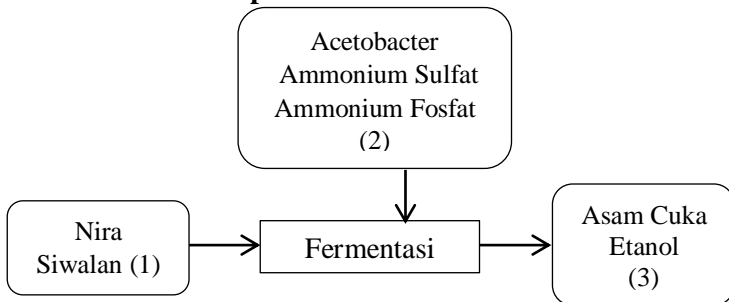 Acetobacter
Ammonium Sulfat
Ammonium Fosfat
(2)
Nira
Siwalan (1)
Fermentasi
Asam Cuka
Etanol
(3)